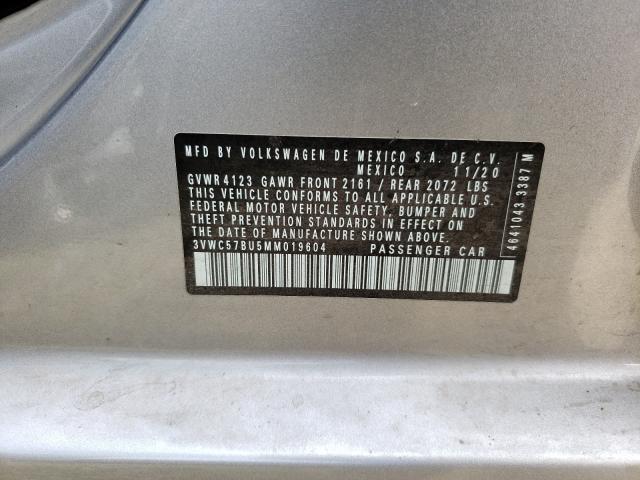 MFD BY VOLKSWAGEN DE MEXICO S.A. DE C.V.
MEXICO 11/20
GVWR 4123 GAWR FRONT 2161 / REAR 2072 LBS
THIS VEHICLE CONFORMS TO ALL APPLICABLE U.S.
FEDERAL MOTOR VEHICLE SAFETY, BUMPER AND
THEFT PREVENTION STANDARDS IN EFFECT ON
THE DATE OF MANUFACTURE SHOWN ABOVE.
3VWC57BU5MM019604 PASSENGER CAR
4641043 3387 M